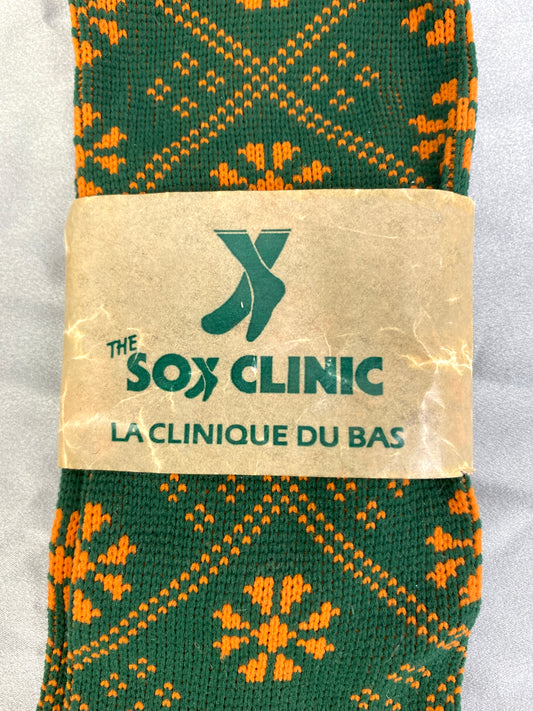 THE
SOX CLINIC
LA CLINIQUE DU BAS